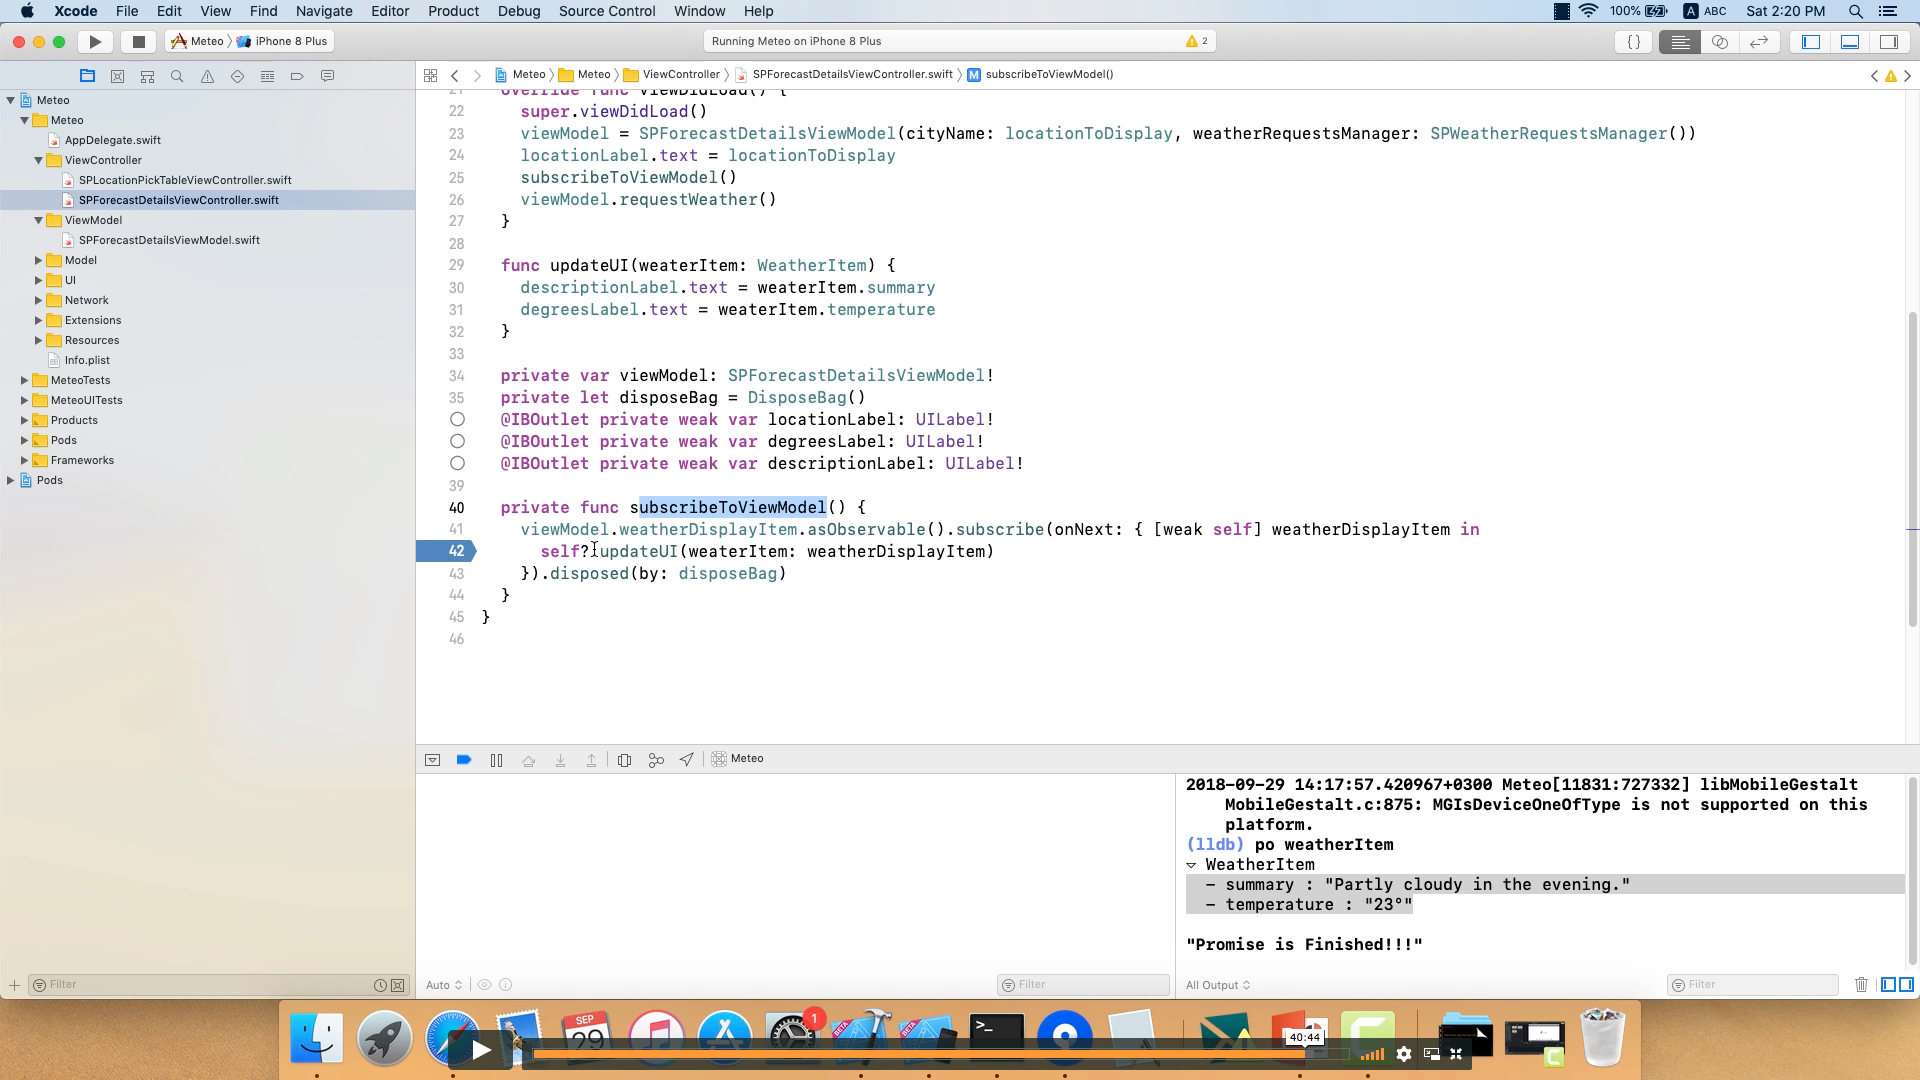 Xcode File Edit View Find Navigate Editor Product Debug Source Control Window Help 100% A ABC Sat 2:20 PM
Meteo iPhone 8 Plus Running Meteo on iPhone 8 Plus 2 { }
Meteo Meteo ViewController SPForecastDetailsViewController.swift M subscribeToViewModel()
Meteo
Meteo
AppDelegate.swift
ViewController
SPLocationPickTableViewController.swift
SPForecastDetailsViewController.swift
ViewModel
SPForecastDetailsViewModel.swift
Model
UI
Network
Extensions
Resources
Info.plist
MeteoTests
MeteoUITests
Products
Pods
Frameworks
Pods
Filter
21 override func viewDidLoad() {
22 super.viewDidLoad()
23 viewModel = SPForecastDetailsViewModel(cityName: locationToDisplay, weatherRequestsManager: SPWeatherRequestsManager())
24 locationLabel.text = locationToDisplay
25 subscribeToViewModel()
26 viewModel.requestWeather()
27 }
28
29 func updateUI(weaterItem: WeatherItem) {
30 descriptionLabel.text = weaterItem.summary
31 degreesLabel.text = weaterItem.temperature
32 }
33
34 private var viewModel: SPForecastDetailsViewModel!
35 private let disposeBag = DisposeBag()
@IBOutlet private weak var locationLabel: UILabel!
@IBOutlet private weak var degreesLabel: UILabel!
@IBOutlet private weak var descriptionLabel: UILabel!
39
40 private func subscribeToViewModel() {
41 viewModel.weatherDisplayItem.asObservable().subscribe(onNext: { [weak self] weatherDisplayItem in
42 self?.updateUI(weaterItem: weatherDisplayItem)
43 }).disposed(by: disposeBag)
44 }
45 }
46
Meteo
2018-09-29 14:17:57.420967+0300 Meteo[11831:727332] libMobileGestalt
MobileGestalt.c:875: MGIsDeviceOneOfType is not supported on this
platform.
(lldb) po weatherItem
WeatherItem
- summary : "Partly cloudy in the evening."
- temperature : "23°"
"Promise is Finished!!!"
Auto Filter All Output Filter
SEP
29
1
BETA
BETA
>_
40:44